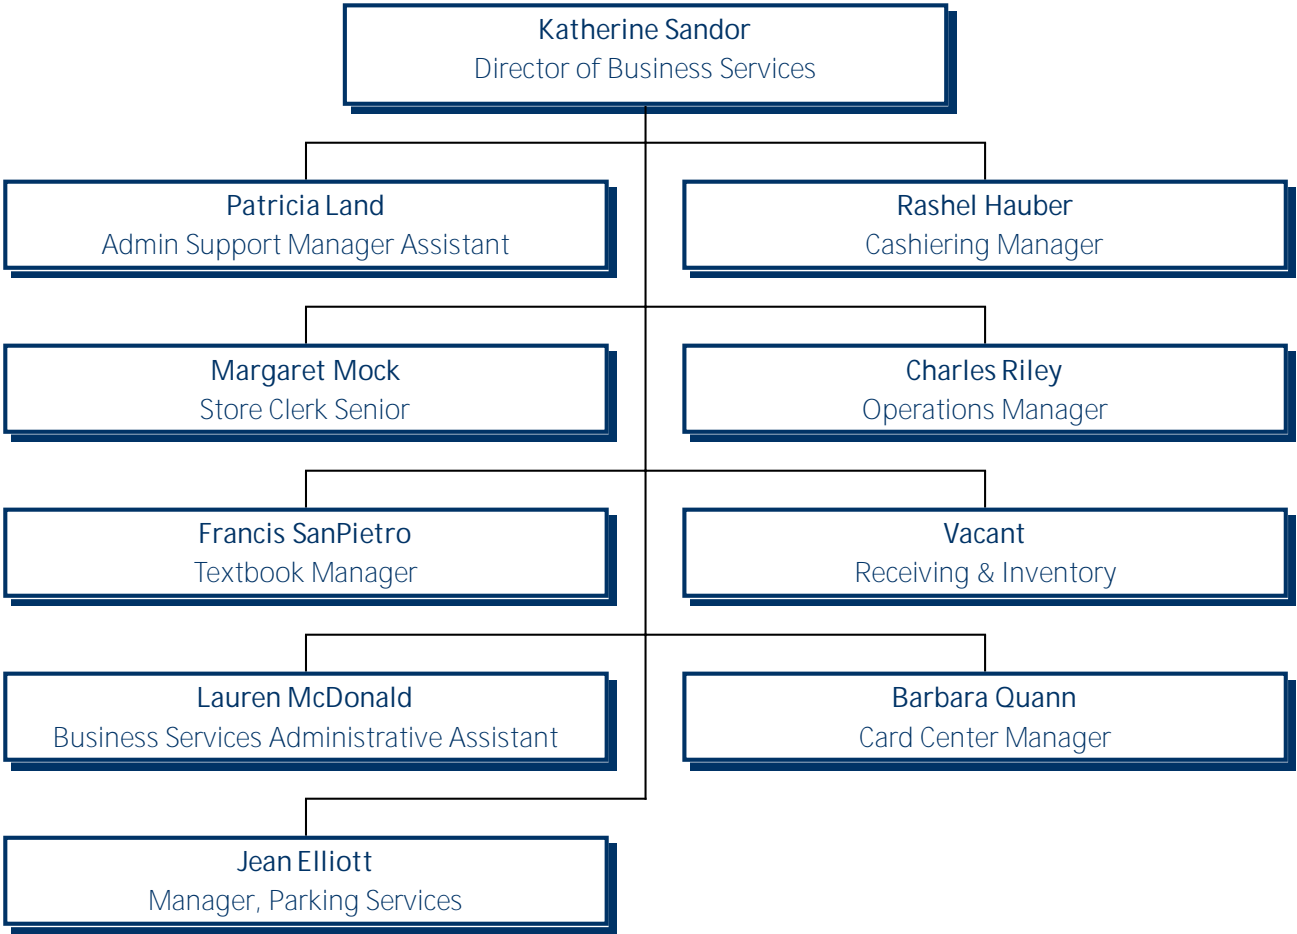 Katherine Sandor
Director of Business Services
Patricia Land
Admin Support Manager Assistant
Rashel Hauber
Cashiering Manager
Margaret Mock
Store Clerk Senior
Charles Riley
Operations Manager
Francis SanPietro
Textbook Manager
Vacant
Receiving & Inventory
Lauren McDonald
Business Services Administrative Assistant
Barbara Quann
Card Center Manager
Jean Elliott
Manager, Parking Services